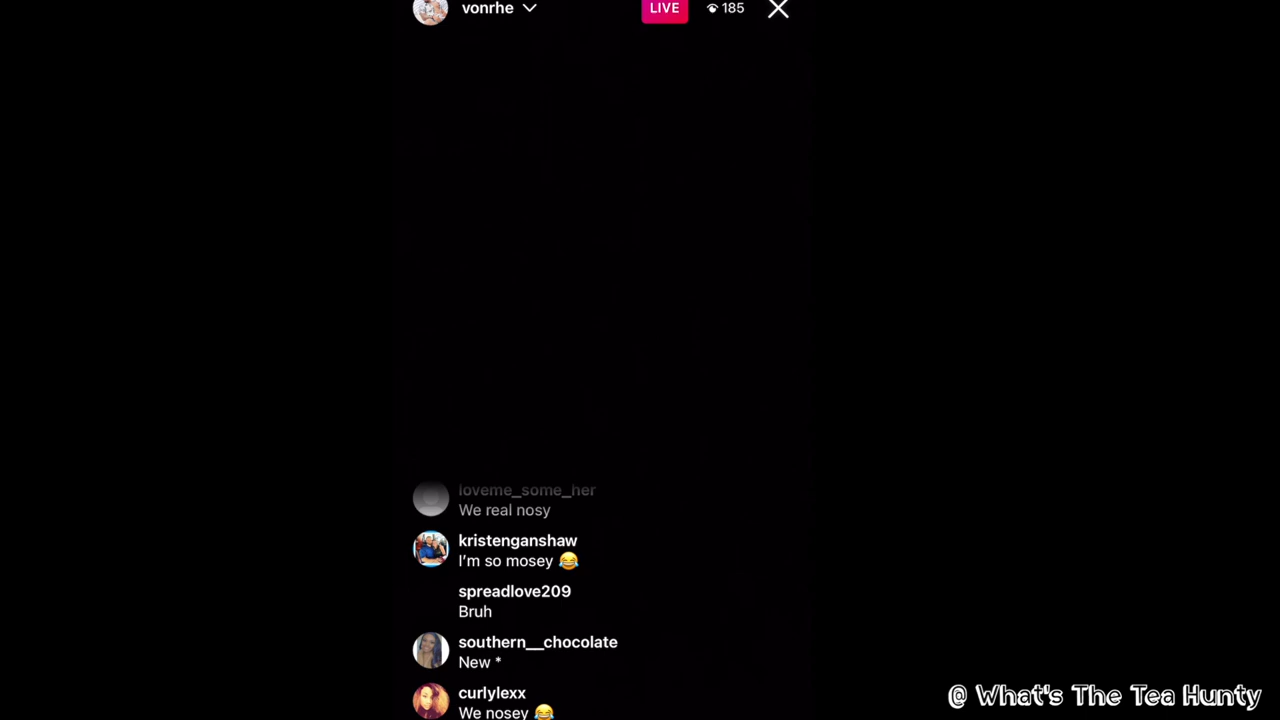 vonrhe
LIVE
185
loveme_some_her
We real nosy
kristenganshaw
I'm so mosey 😂
spreadlove209
Bruh
southern__chocolate
New *
curlylexx
We nosey 😂
@ What's The Tea Hunty